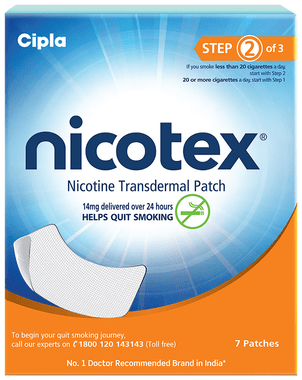 Cipla
STEP 2 of 3
If you smoke less than 20 cigarettes a day,
start with Step 2
20 or more cigarettes a day, start with Step 1
nicotex®
Nicotine Transdermal Patch
14mg delivered over 24 hours
HELPS QUIT SMOKING
To begin your quit smoking journey,
call our experts on 1800 120 143143 (Toll free)
7 Patches
No. 1 Doctor Recommended Brand in India*